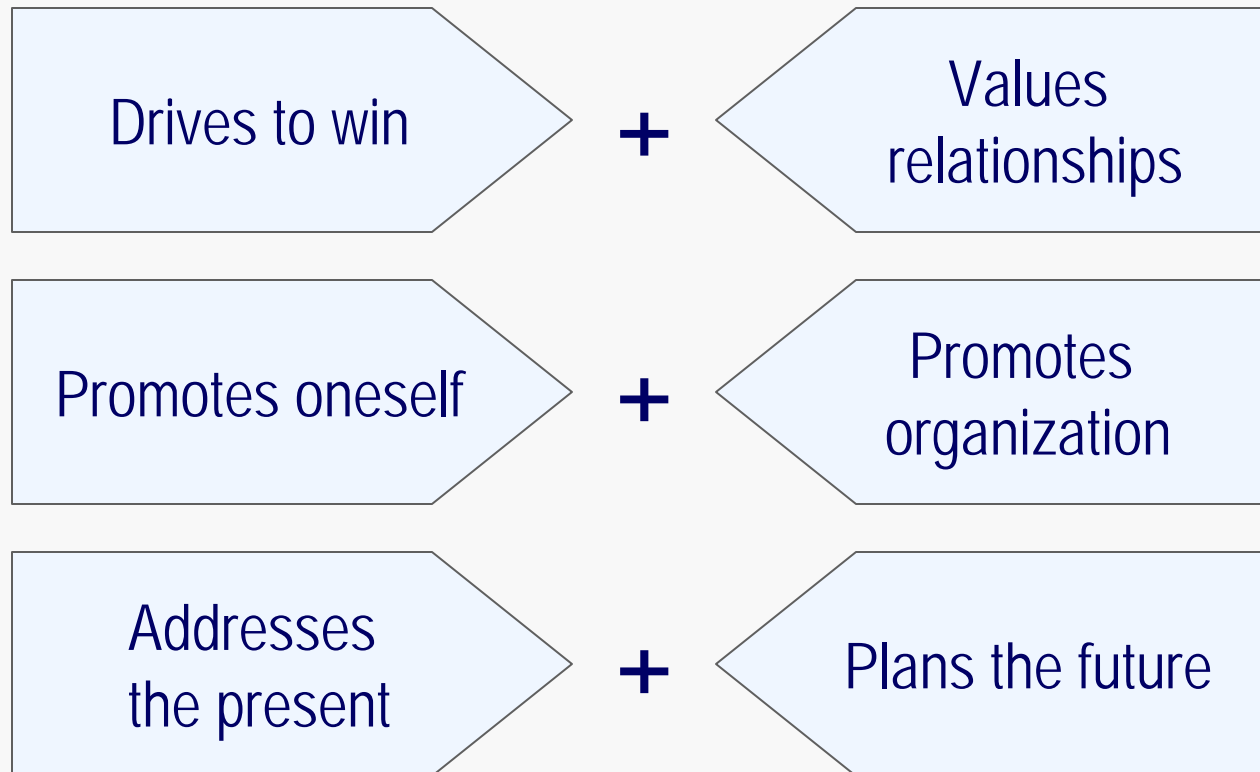 Drives to win
+
Values
relationships
Promotes oneself
+
Promotes
organization
Addresses
the present
+
Plans the future